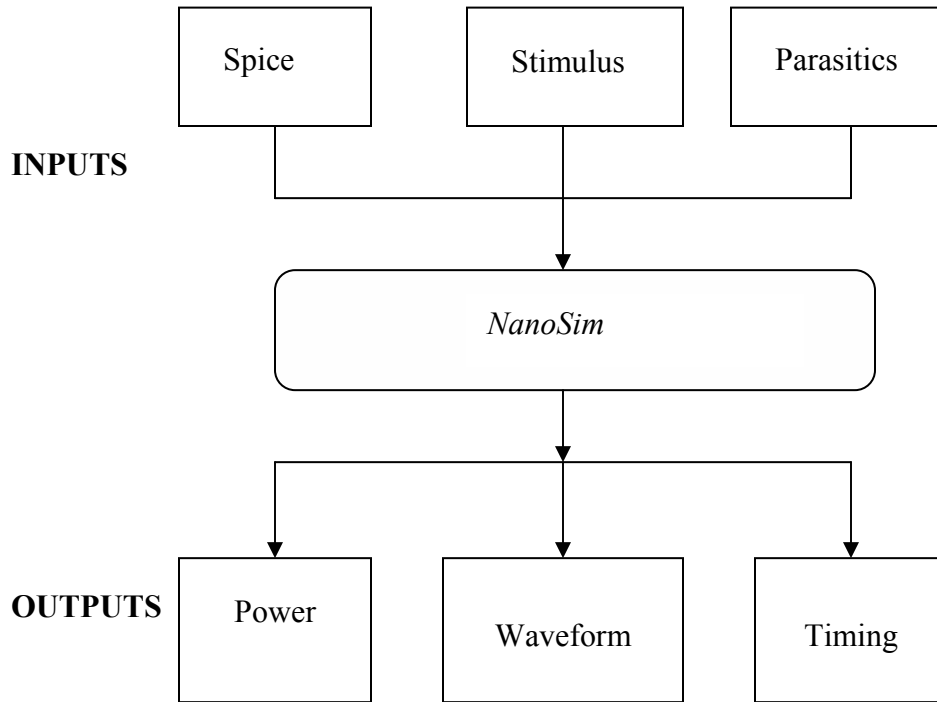 Spice
Stimulus
Parasitics
INPUTS
NanoSim
OUTPUTS
Power
Waveform
Timing